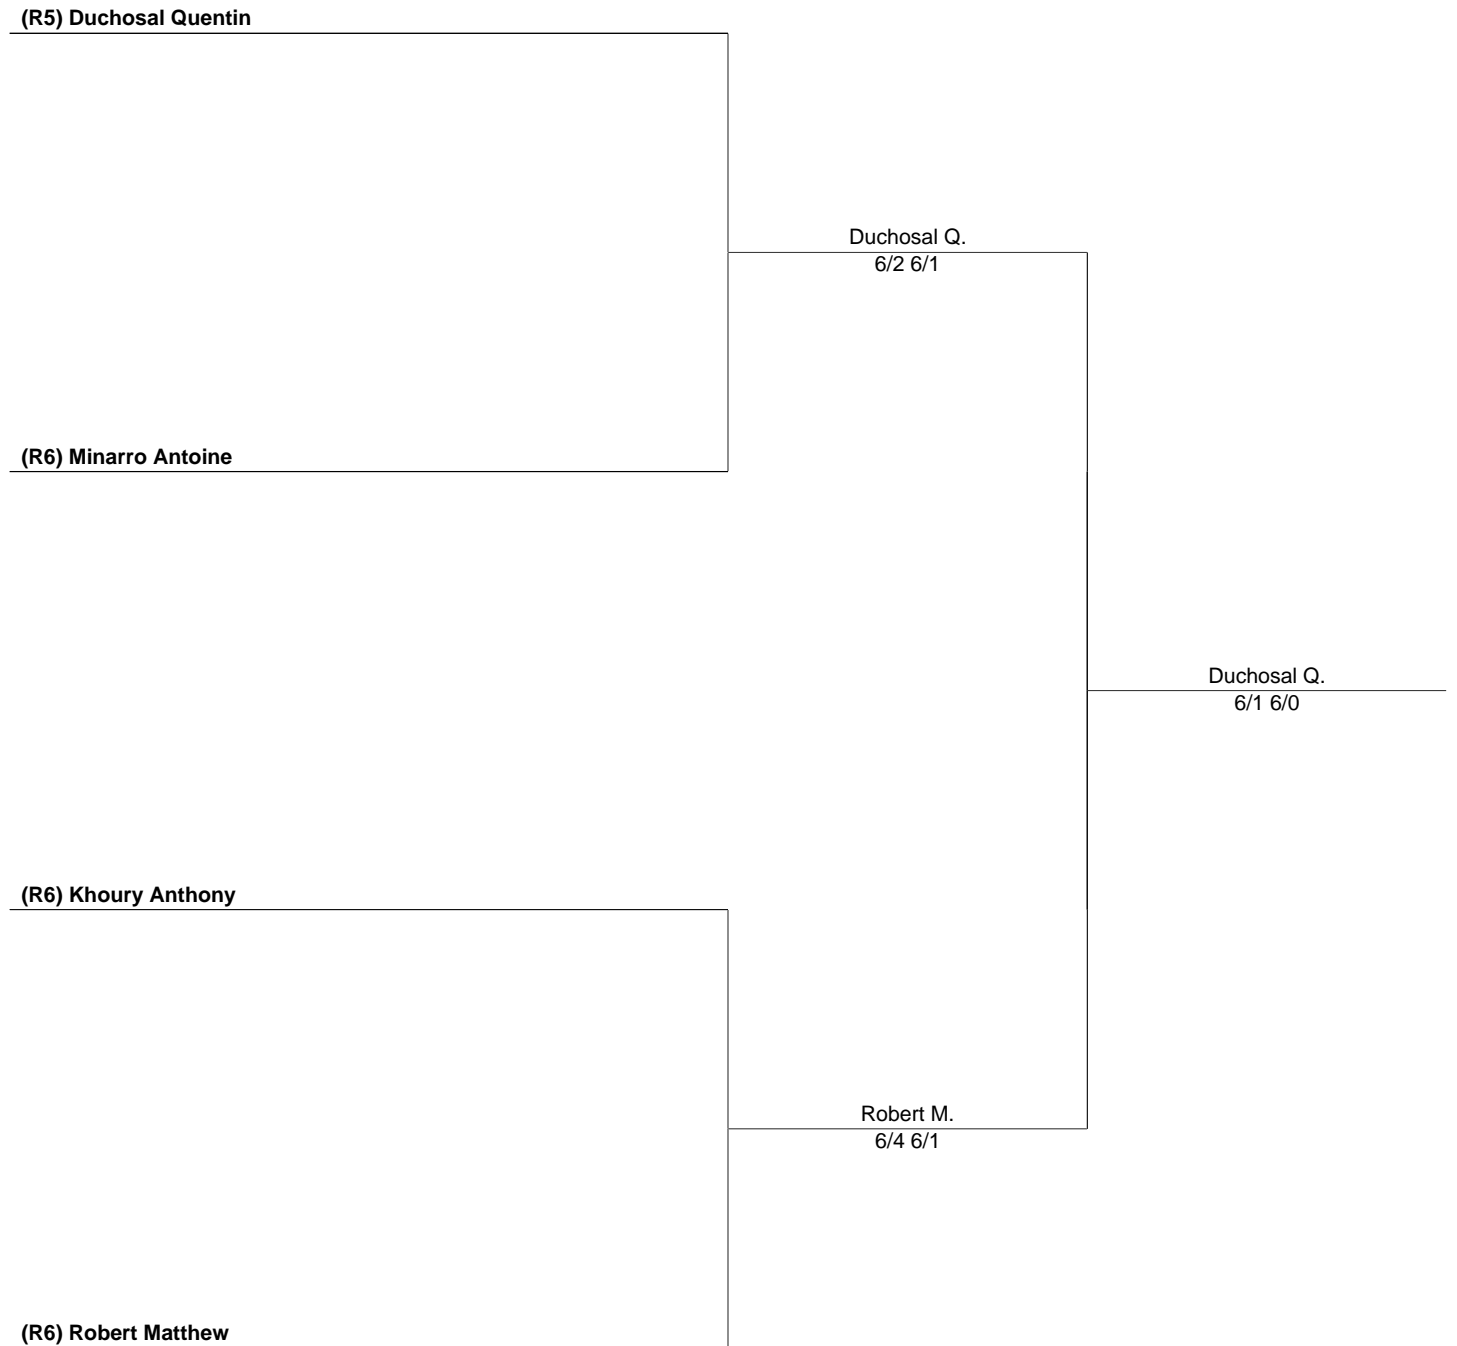 (R5) Duchosal Quentin
Duchosal Q.
6/2 6/1
(R6) Minarro Antoine
Duchosal Q.
6/1 6/0
(R6) Khoury Anthony
Robert M.
6/4 6/1
(R6) Robert Matthew